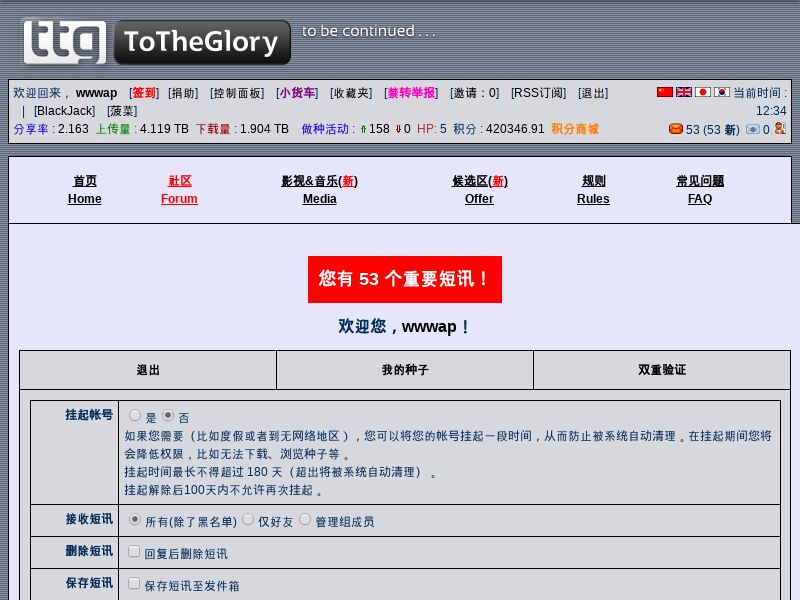 ttg ToTheGlory to be continued . . .
欢迎回来， wwwap [签到] [捐助] [控制面板] [小货车] [收藏夹] [禁转举报] [邀请：0] [RSS订阅] [退出] 当前时间 :
| [BlackJack] [菠菜] 12:34
分享率 : 2.163 上传量 : 4.119 TB 下载量 : 1.904 TB 做种活动 : 158 0 HP: 5 积分 : 420346.91 积分商城 53 (53 新) 0
首页 社区 影视&音乐(新) 候选区(新) 规则 常见问题
Home Forum Media Offer Rules FAQ
您有 53 个重要短讯！
欢迎您，wwwap！
退出 我的种子 双重验证
挂起帐号 是 否
如果您需要（比如度假或者到无网络地区），您可以将您的帐号挂起一段时间，从而防止被系统自动清理。在挂起期间您将
会降低权限，比如无法下载、浏览种子等。
挂起时间最长不得超过 180 天（超出将被系统自动清理）。
挂起解除后100天内不允许再次挂起。
接收短讯 所有(除了黑名单) 仅好友 管理组成员
删除短讯 回复后删除短讯
保存短讯 保存短讯至发件箱